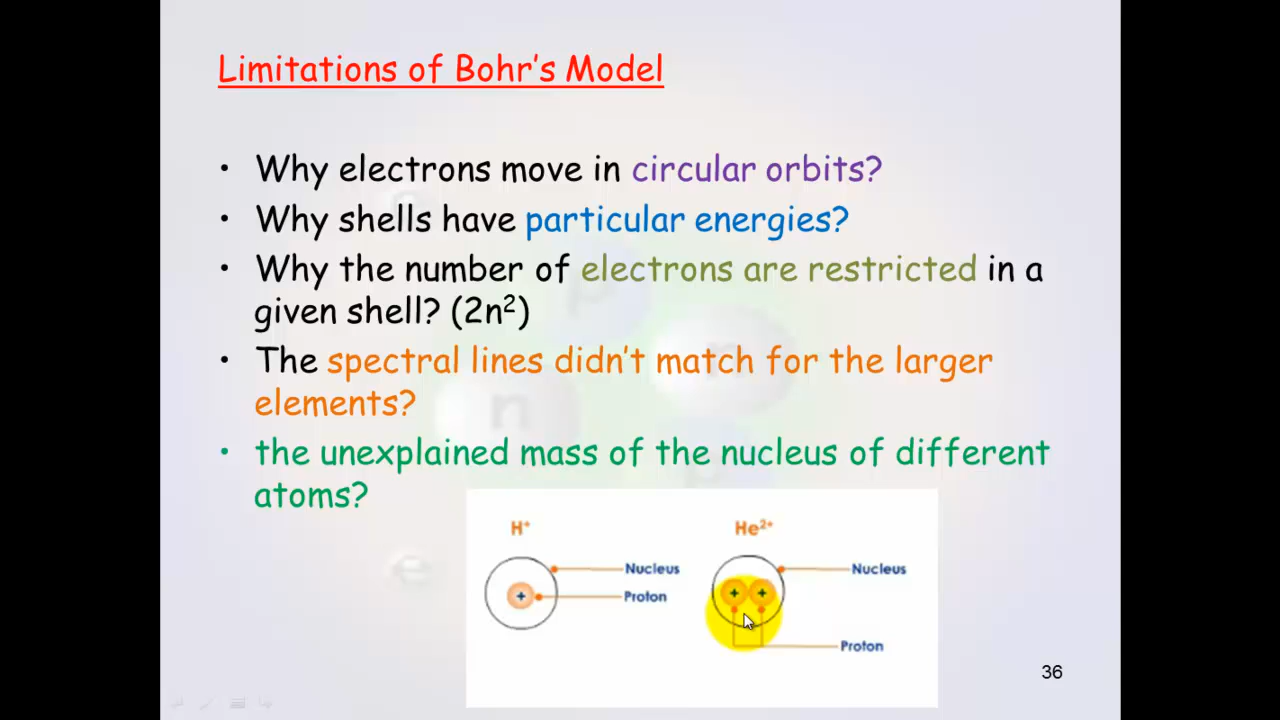 Limitations of Bohr's Model
• Why electrons move in circular orbits?
• Why shells have particular energies?
• Why the number of electrons are restricted in a
given shell? (2n²)
• The spectral lines didn't match for the larger
elements?
• the unexplained mass of the nucleus of different
atoms?
H⁺
He²⁺
Nucleus
Nucleus
+
Proton
+ +
Proton
36
p
n
n
p
e